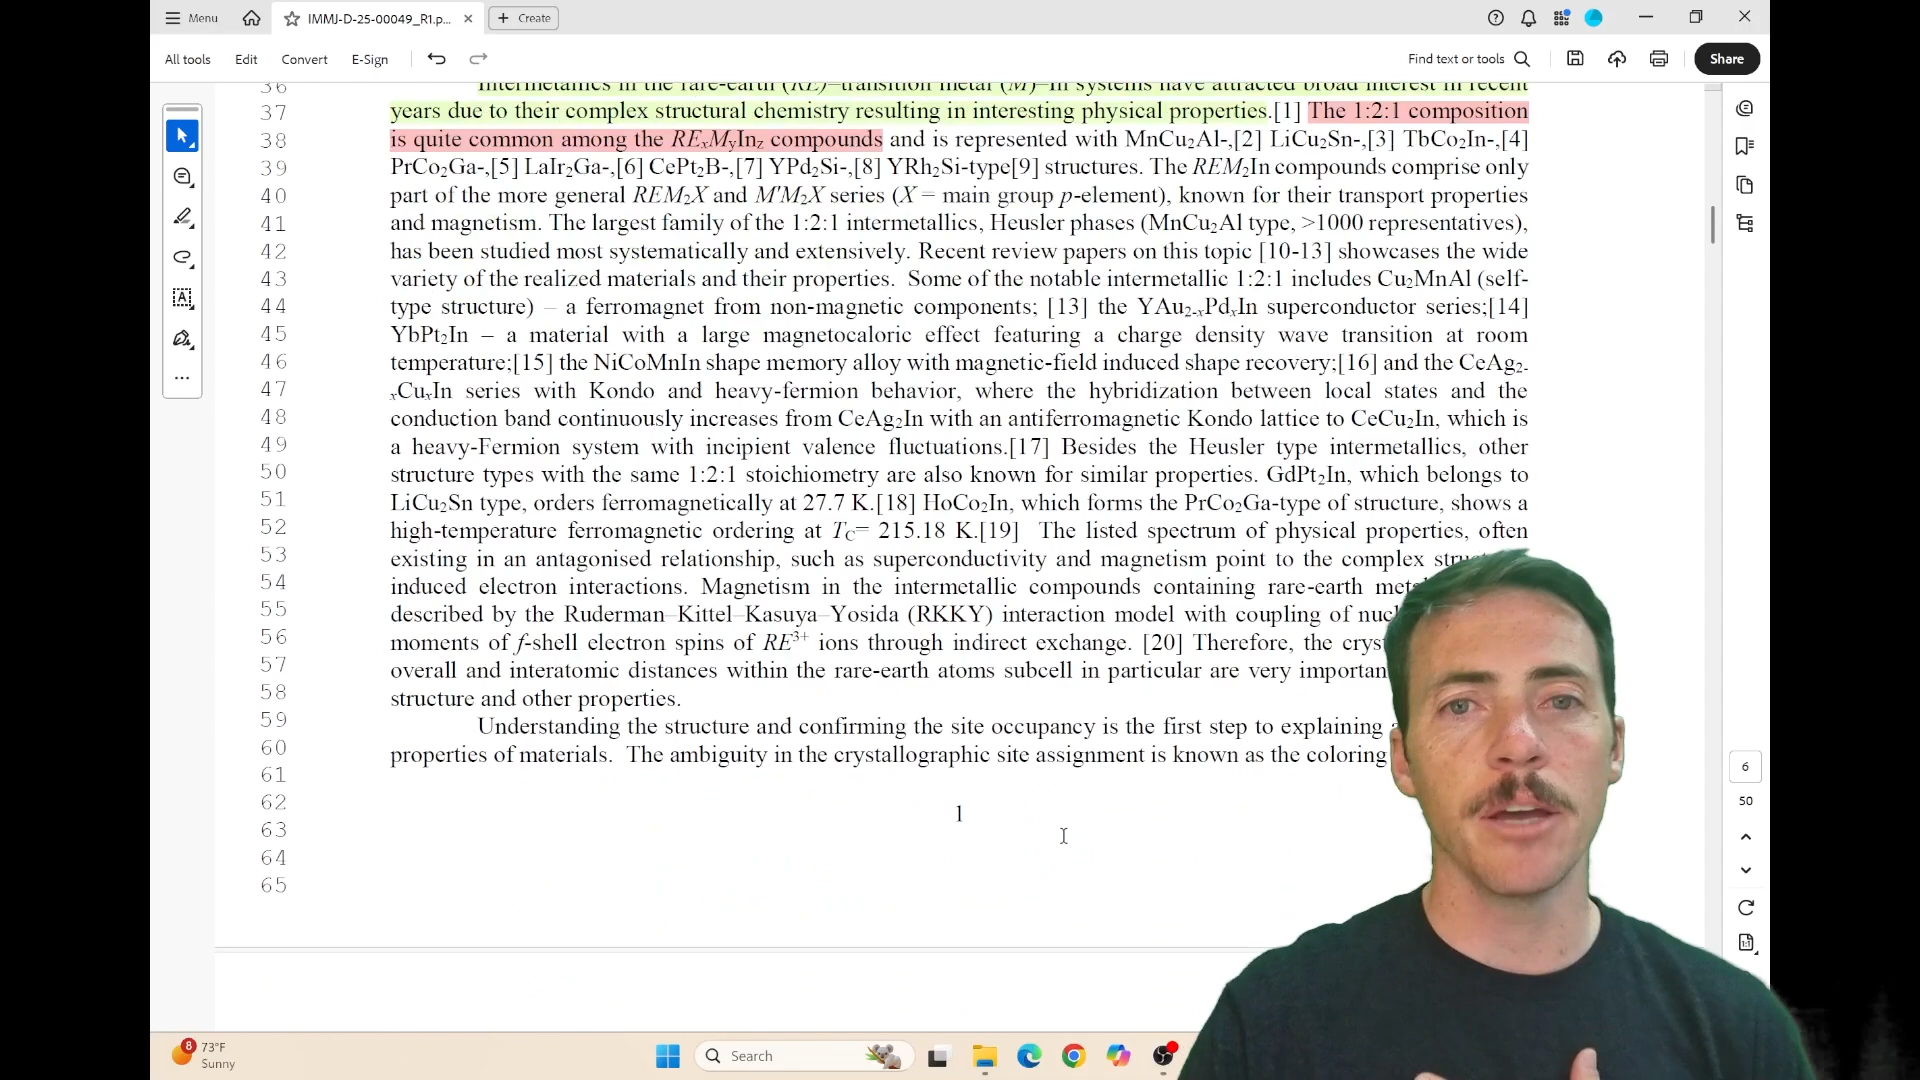 Menu
IMMJ-D-25-00049_R1.p...
Create
All tools
Edit
Convert
E-Sign
Find text or tools
Share
36 Intermetallics in the rare-earth (RE)–transition metal (M)–In systems have attracted broad interest in recent
37 years due to their complex structural chemistry resulting in interesting physical properties.[1] The 1:2:1 composition
38 is quite common among the RExMyInz compounds and is represented with MnCu2Al-,[2] LiCu2Sn-,[3] TbCo2In-,[4]
39 PrCo2Ga-,[5] LaIr2Ga-,[6] CePt2B-,[7] YPd2Si-,[8] YRh2Si-type[9] structures. The REM2In compounds comprise only
40 part of the more general REM2X and M'M2X series (X = main group p-element), known for their transport properties
41 and magnetism. The largest family of the 1:2:1 intermetallics, Heusler phases (MnCu2Al type, >1000 representatives),
42 has been studied most systematically and extensively. Recent review papers on this topic [10-13] showcases the wide
43 variety of the realized materials and their properties. Some of the notable intermetallic 1:2:1 includes Cu2MnAl (self-
44 type structure) – a ferromagnet from non-magnetic components; [13] the YAu2-xPdxIn superconductor series;[14]
45 YbPt2In – a material with a large magnetocaloric effect featuring a charge density wave transition at room
46 temperature;[15] the NiCoMnIn shape memory alloy with magnetic-field induced shape recovery;[16] and the CeAg2-
47 xCuxIn series with Kondo and heavy-fermion behavior, where the hybridization between local states and the
48 conduction band continuously increases from CeAg2In with an antiferromagnetic Kondo lattice to CeCu2In, which is
49 a heavy-Fermion system with incipient valence fluctuations.[17] Besides the Heusler type intermetallics, other
50 structure types with the same 1:2:1 stoichiometry are also known for similar properties. GdPt2In, which belongs to
51 LiCu2Sn type, orders ferromagnetically at 27.7 K.[18] HoCo2In, which forms the PrCo2Ga-type of structure, shows a
52 high-temperature ferromagnetic ordering at TC= 215.18 K.[19] The listed spectrum of physical properties, often
53 existing in an antagonised relationship, such as superconductivity and magnetism point to the complex
54 induced electron interactions. Magnetism in the intermetallic compounds containing rare-earth
55 described by the Ruderman–Kittel–Kasuya–Yosida (RKKY) interaction model with coupling of
56 moments of f-shell electron spins of RE3+ ions through indirect exchange. [20] Therefore, the
57 overall and interatomic distances within the rare-earth atoms subcell in particular are very important
58 structure and other properties.
59 Understanding the structure and confirming the site occupancy is the first step to explaining
60 properties of materials. The ambiguity in the crystallographic site assignment is known as the coloring
61
62
1
63
64
65
6
50
1:1
8
73°F
Sunny
Search